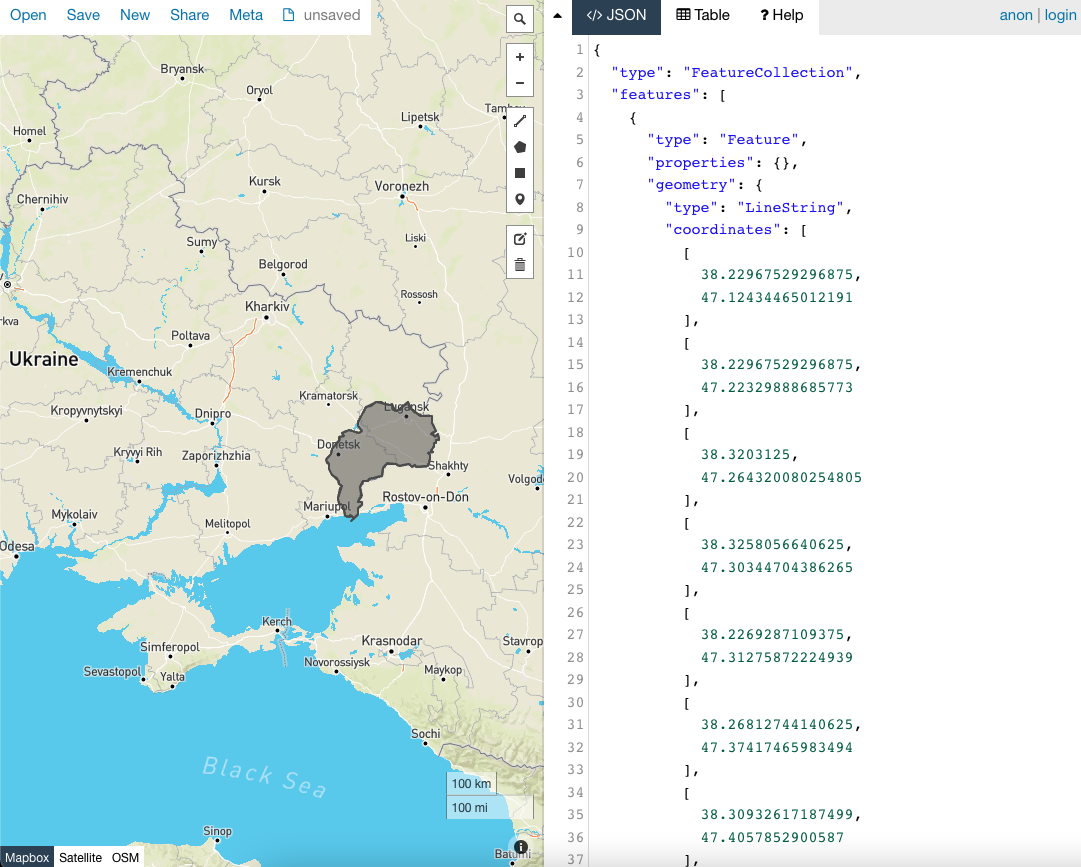 Open Save New Share Meta unsaved
</> JSON Table ? Help anon | login
Bryansk
Oryol
Lipetsk
Homel
Kursk
Voronezh
Chernihiv
Sumy
Liski
Belgorod
Rossosh
Kharkiv
Poltava
Ukraine
Kremenchuk
Kramatorsk
Kropyvnytskyi
Dnipro
Lugansk
Donetsk
Kryvyi Rih
Zaporizhzhia
Shakhty
Rostov-on-Don
Mariupol
Mykolaiv
Melitopol
Odesa
Kerch
Krasnodar
Simferopol
Novorossiysk
Sevastopol
Yalta
Maykop
Sochi
Black Sea
100 km
100 mi
Sinop
Batumi
Mapbox Satellite OSM
1 {
2 "type": "FeatureCollection",
3 "features": [
4 {
5 "type": "Feature",
6 "properties": {},
7 "geometry": {
8 "type": "LineString",
9 "coordinates": [
10 [
11 38.22967529296875,
12 47.12434465012191
13 ],
14 [
15 38.22967529296875,
16 47.22329888685773
17 ],
18 [
19 38.3203125,
20 47.264320080254805
21 ],
22 [
23 38.3258056640625,
24 47.30344704386265
25 ],
26 [
27 38.2269287109375,
28 47.31275872224939
29 ],
30 [
31 38.26812744140625,
32 47.37417465983494
33 ],
34 [
35 38.30932617187499,
36 47.4057852900587
37 ],